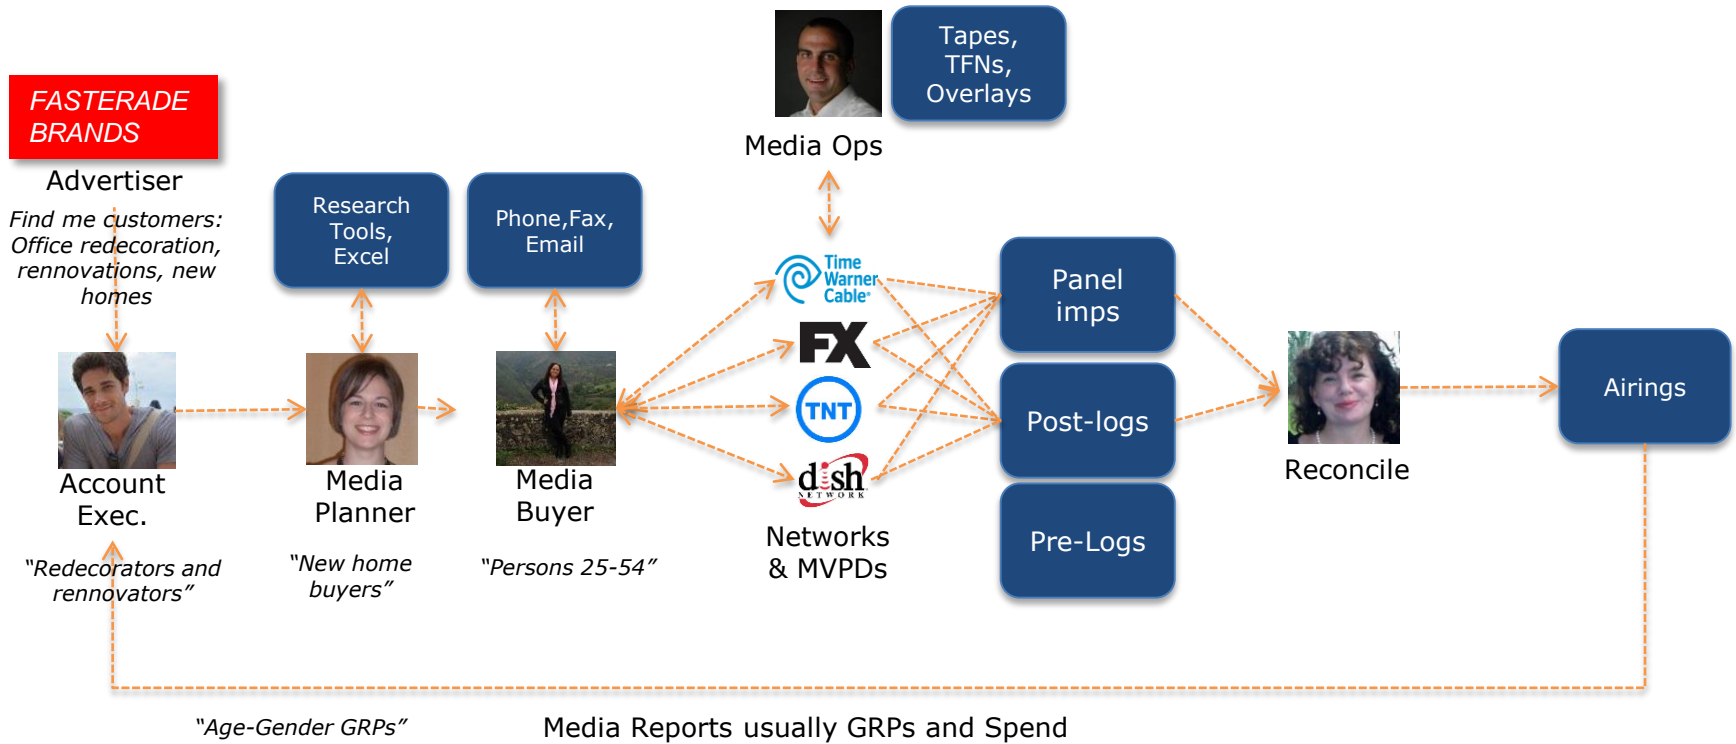 FASTERADE
BRANDS
Advertiser
Find me customers:
Office redecoration,
rennovations, new
homes
Account
Exec.
“Redecorators and
rennovators”
Research
Tools,
Excel
Media
Planner
“New home
buyers”
Phone,Fax,
Email
Media
Buyer
“Persons 25-54”
Tapes,
TFNs,
Overlays
Media Ops
Time
Warner
Cable®
FX
TNT
dish
NETWORK
Networks
& MVPDs
Panel
imps
Post-logs
Pre-Logs
Reconcile
Airings
“Age-Gender GRPs”
Media Reports usually GRPs and Spend